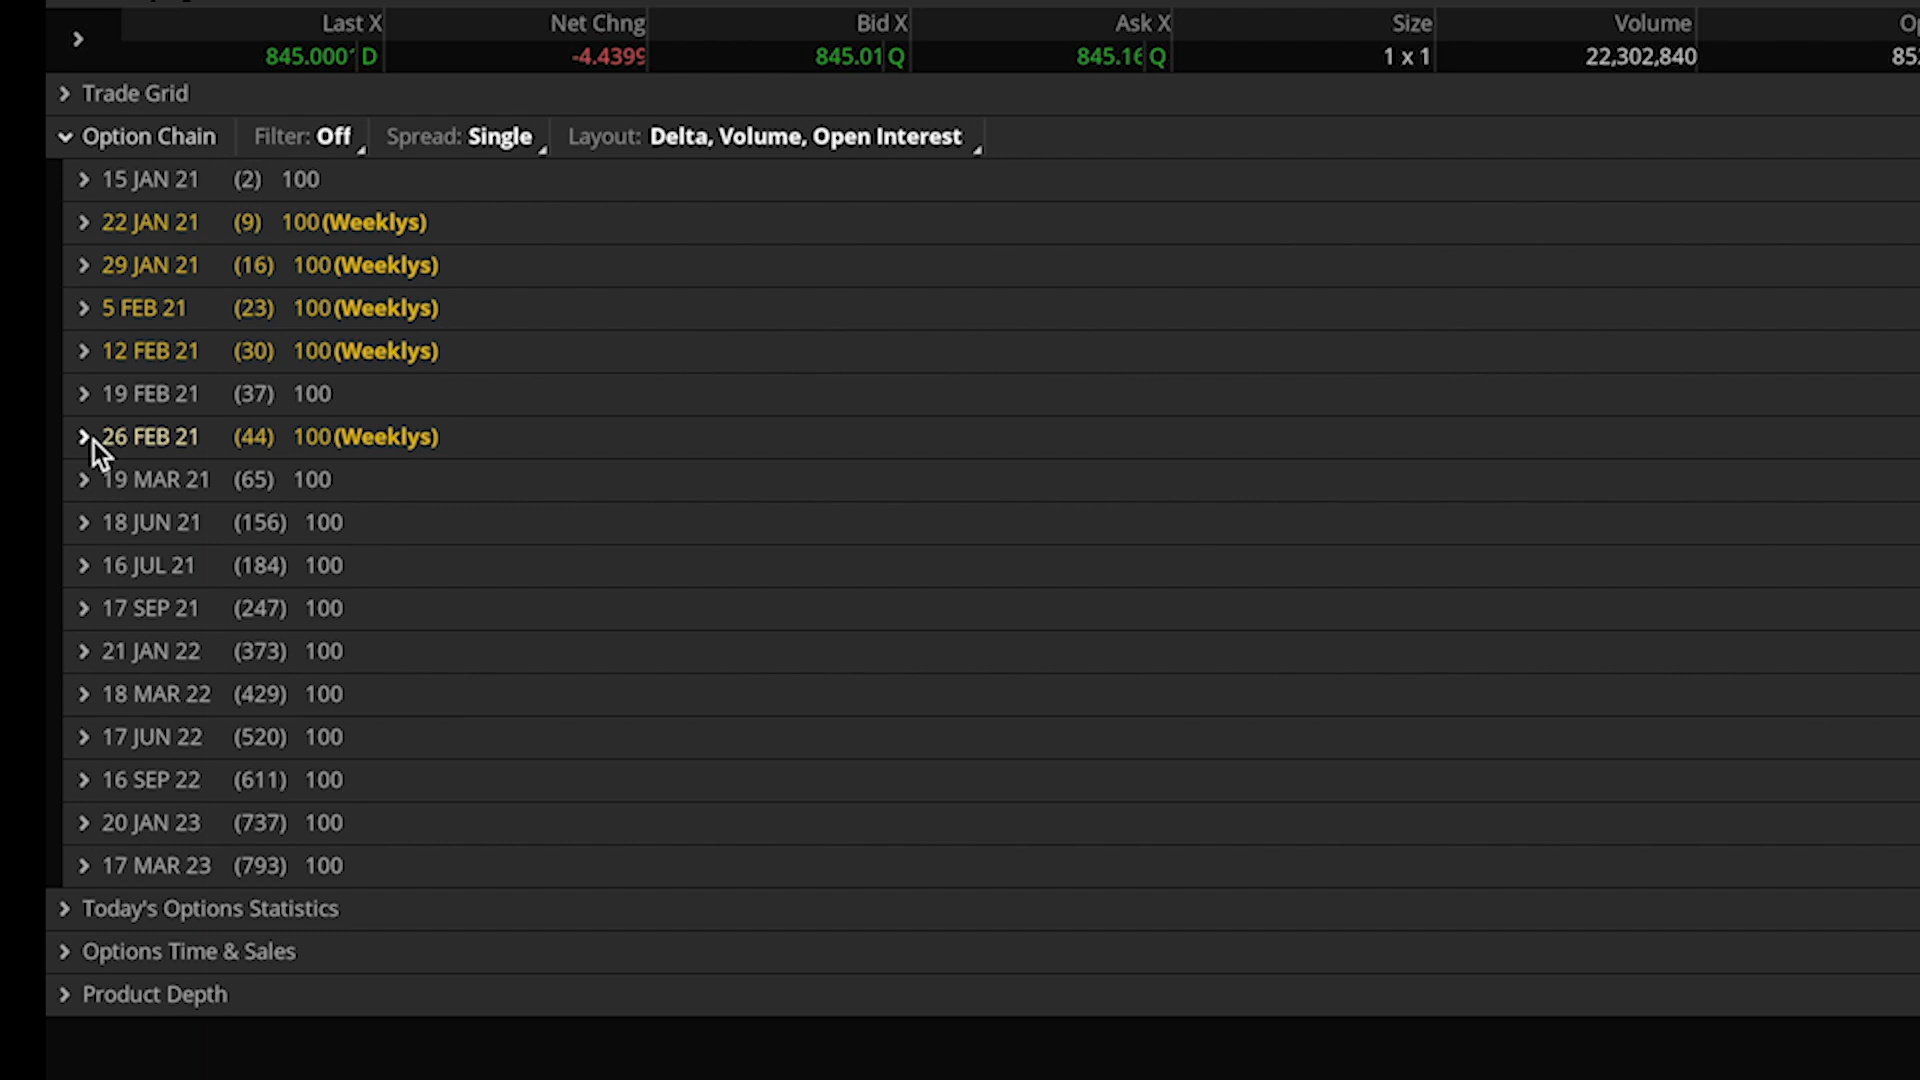 Last X Net Chng Bid X Ask X Size Volume
845.000 D -4.4399 845.01 Q 845.16 Q 1 x 1 22,302,840 85
Trade Grid
Option Chain Filter: Off Spread: Single Layout: Delta, Volume, Open Interest
15 JAN 21 (2) 100
22 JAN 21 (9) 100 (Weeklys)
29 JAN 21 (16) 100 (Weeklys)
5 FEB 21 (23) 100 (Weeklys)
12 FEB 21 (30) 100 (Weeklys)
19 FEB 21 (37) 100
26 FEB 21 (44) 100 (Weeklys)
19 MAR 21 (65) 100
18 JUN 21 (156) 100
16 JUL 21 (184) 100
17 SEP 21 (247) 100
21 JAN 22 (373) 100
18 MAR 22 (429) 100
17 JUN 22 (520) 100
16 SEP 22 (611) 100
20 JAN 23 (737) 100
17 MAR 23 (793) 100
Today's Options Statistics
Options Time & Sales
Product Depth